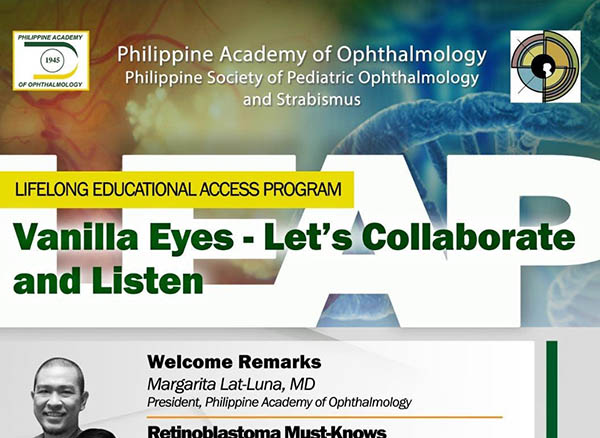 PHILIPPINE ACADEMY
1945
OF OPHTHALMOLOGY
Philippine Academy of Ophthalmology
Philippine Society of Pediatric Ophthalmology
and Strabismus
LEAP
LIFELONG EDUCATIONAL ACCESS PROGRAM
Vanilla Eyes - Let's Collaborate
and Listen
Welcome Remarks
Margarita Lat-Luna, MD
President, Philippine Academy of Ophthalmology
Retinoblastoma Must-Knows